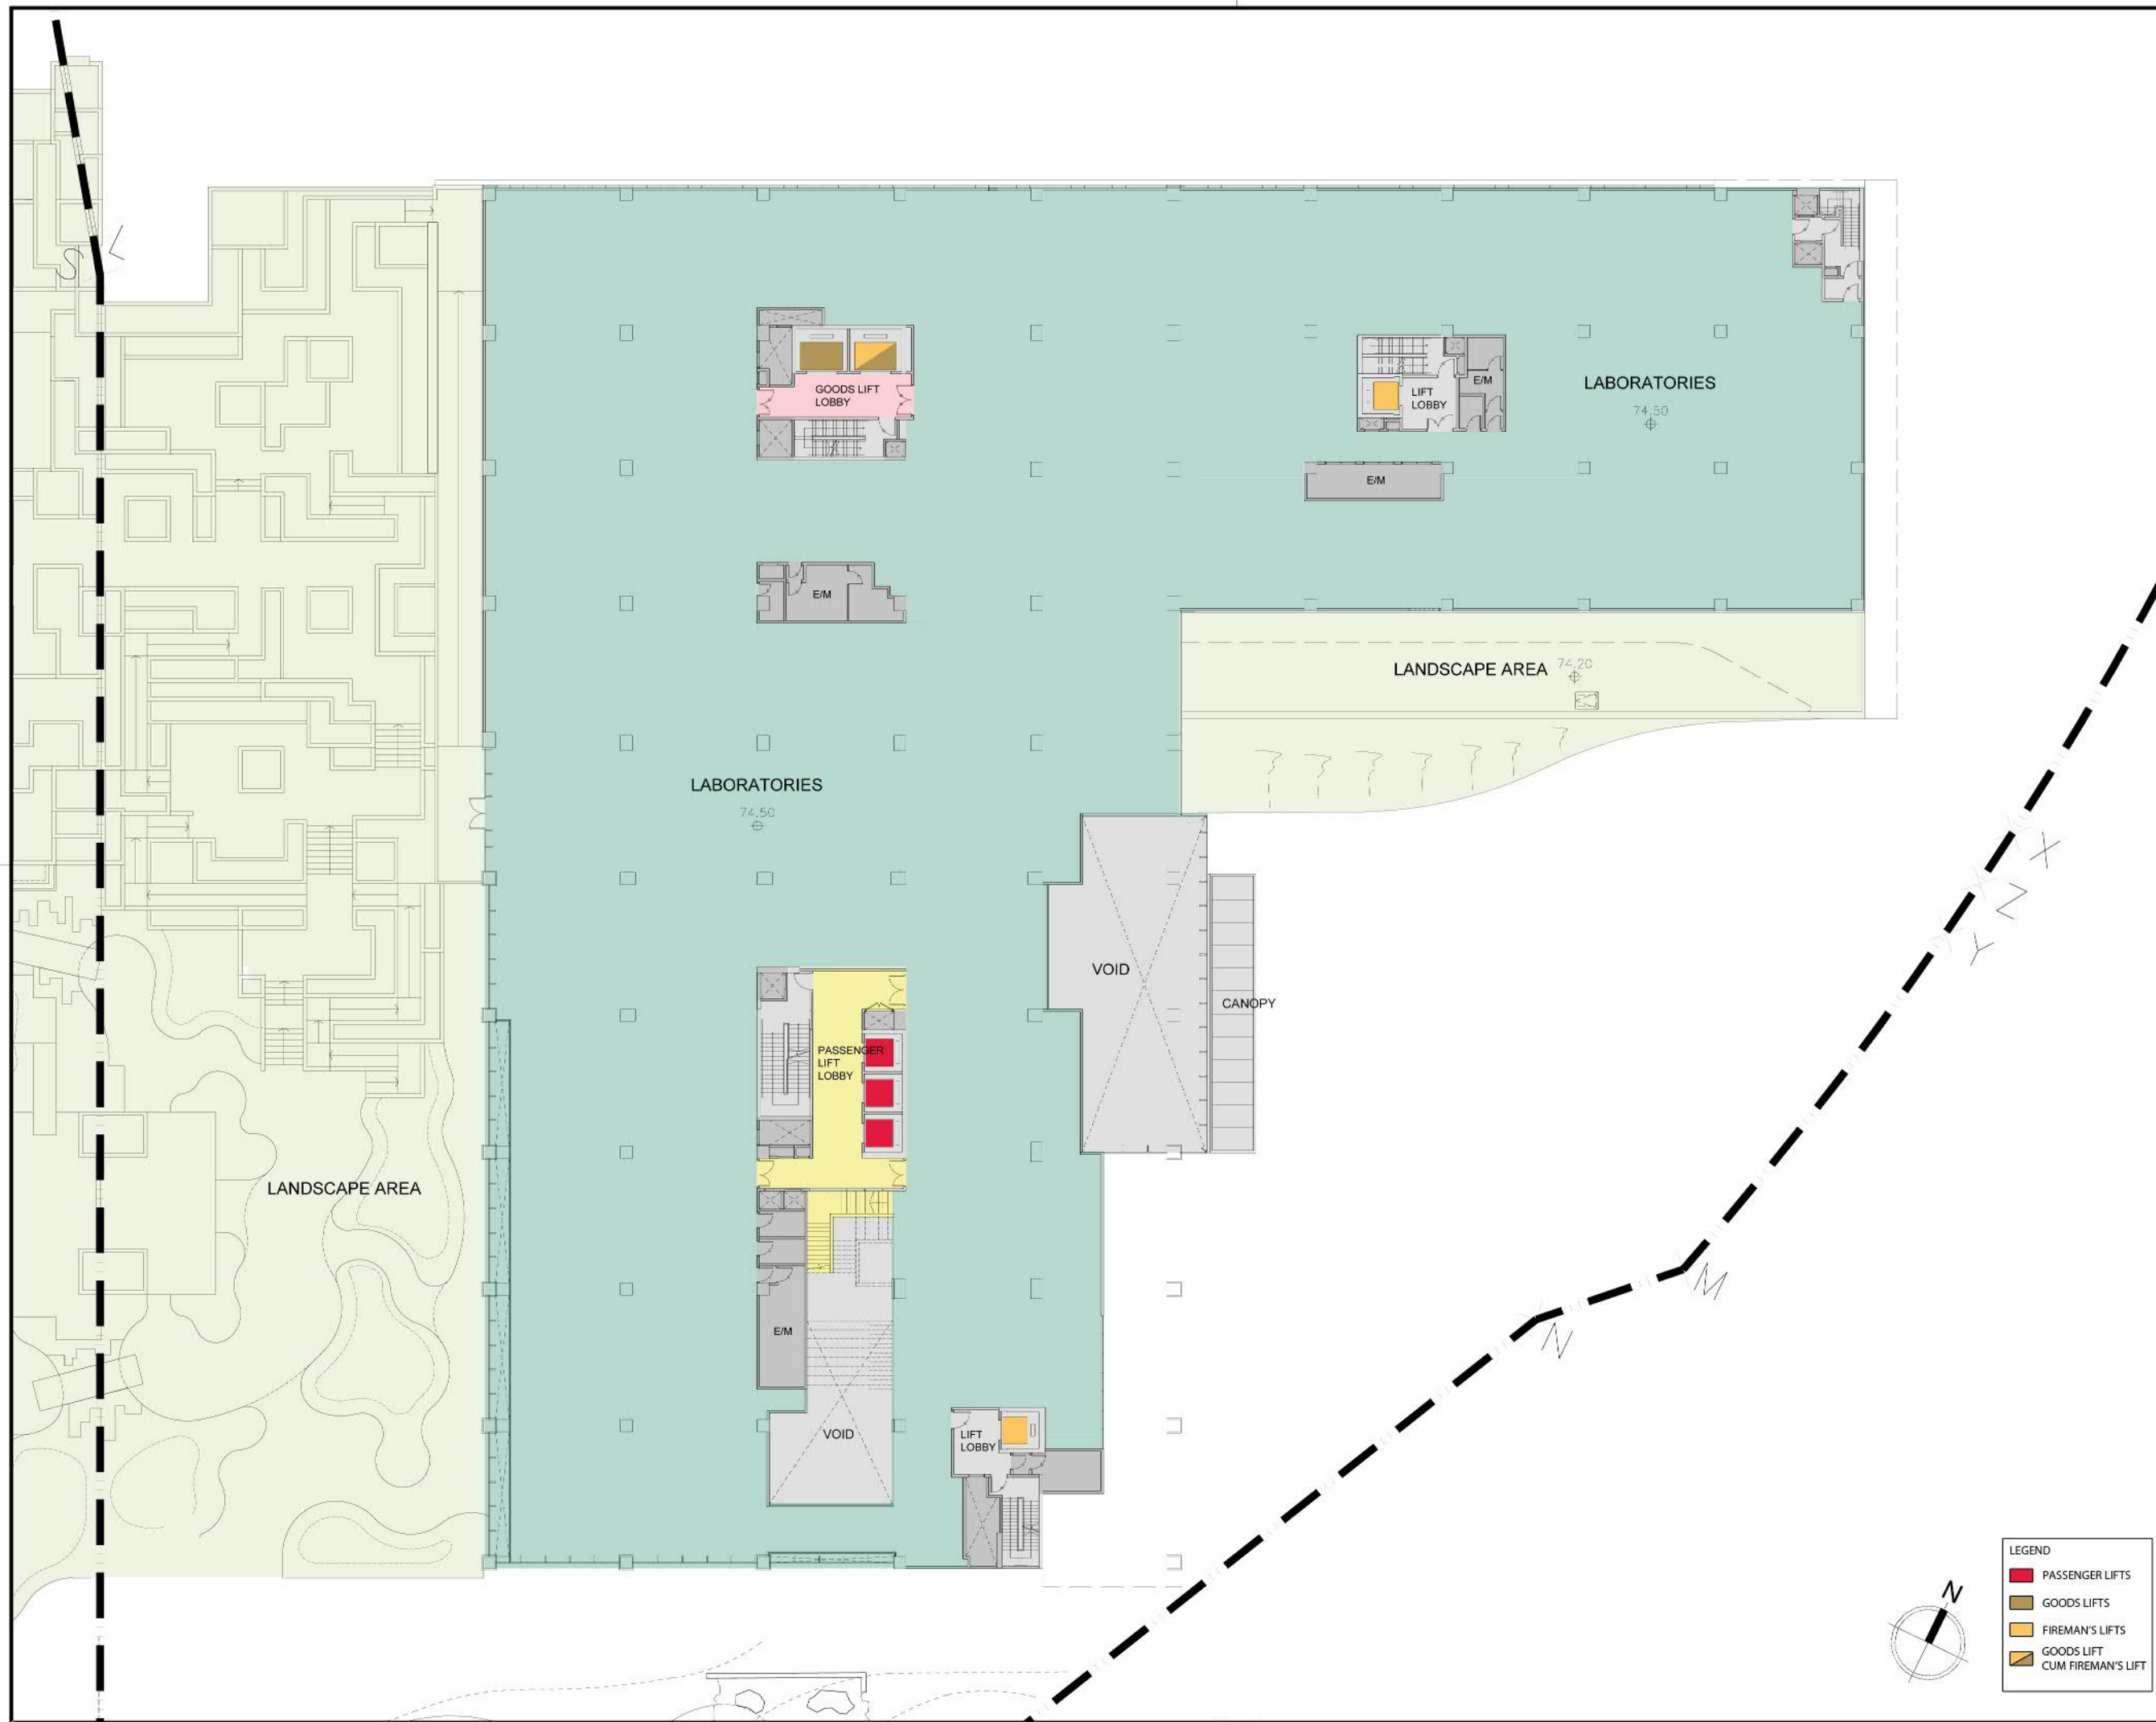 S
L
GOODS LIFT
LOBBY
LIFT
LOBBY
E/M
LABORATORIES
74.50
E/M
E/M
LANDSCAPE AREA
74.20
LABORATORIES
74.50
X
Z
Y
VOID
CANOPY
PASSENGER
LIFT
LOBBY
LANDSCAPE AREA
M
N
E/M
VOID
LIFT
LOBBY
N
LEGEND
PASSENGER LIFTS
GOODS LIFTS
FIREMAN'S LIFTS
GOODS LIFT
CUM FIREMAN'S LIFT